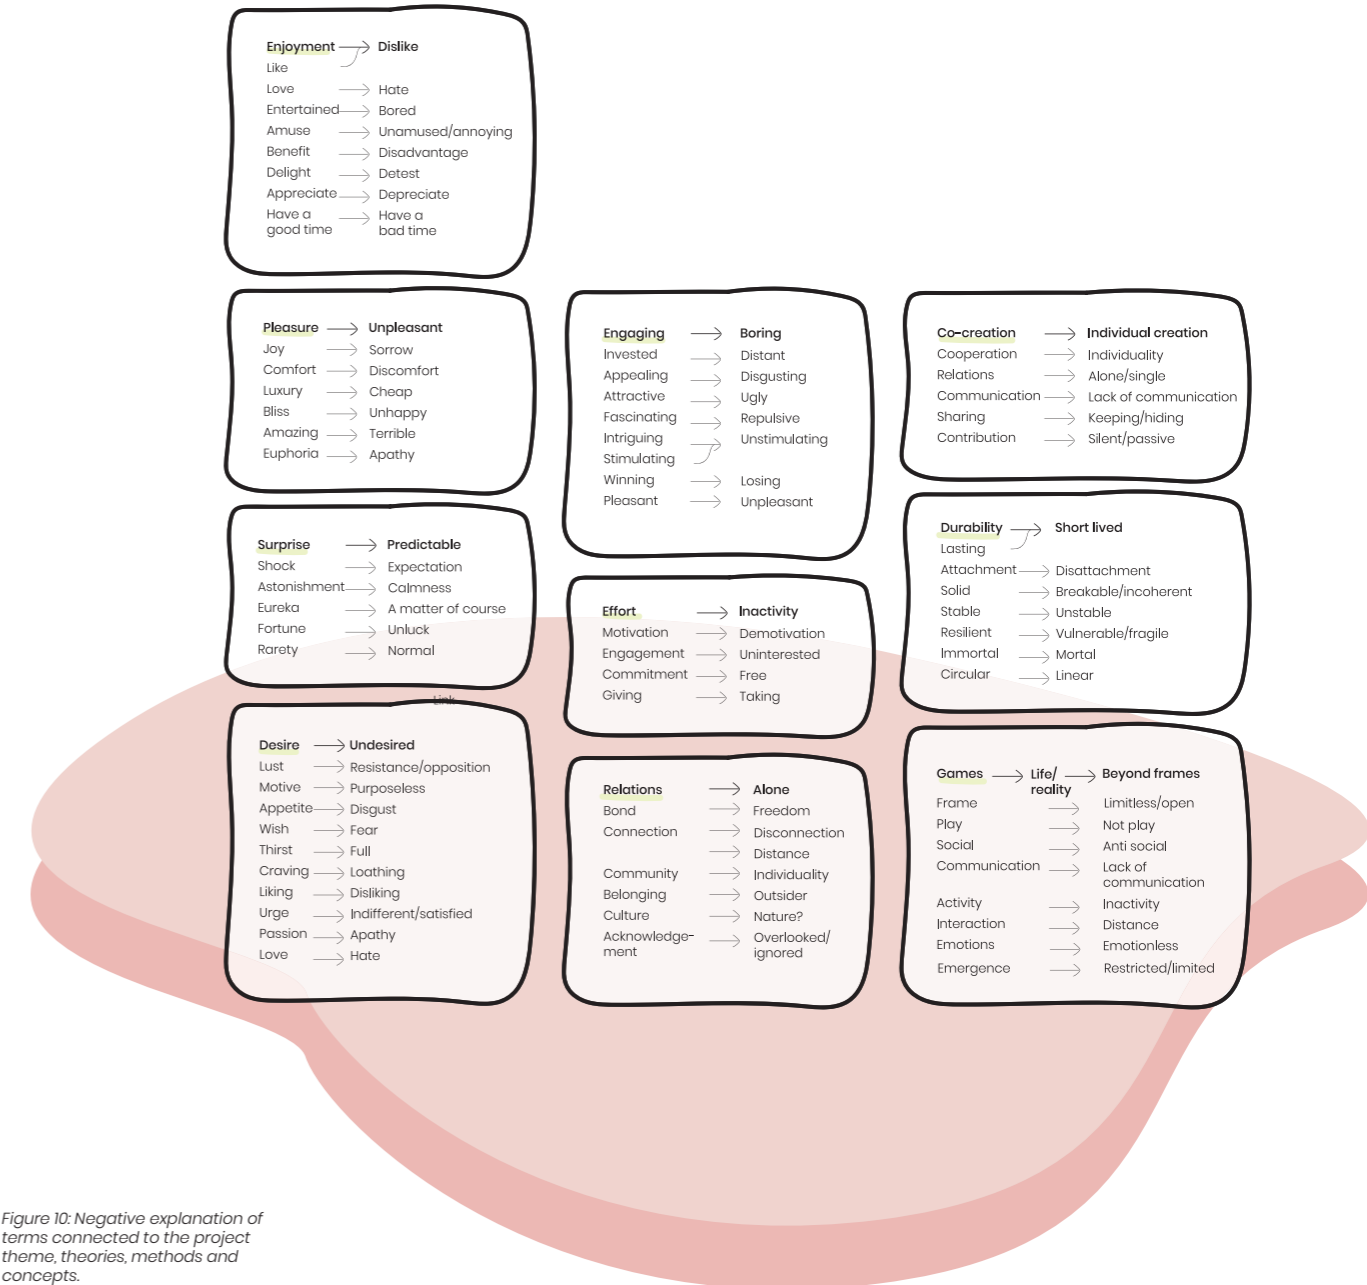 Enjoyment → Dislike
Like
Love → Hate
Entertained → Bored
Amuse → Unamused/annoying
Benefit → Disadvantage
Delight → Detest
Appreciate → Depreciate
Have a → Have a
good time bad time
Pleasure → Unpleasant
Joy → Sorrow
Comfort → Discomfort
Luxury → Cheap
Bliss → Unhappy
Amazing → Terrible
Euphoria → Apathy
Surprise → Predictable
Shock → Expectation
Astonishment → Calmness
Eureka → A matter of course
Fortune → Unluck
Rarety → Normal
Link
Desire → Undesired
Lust → Resistance/opposition
Motive → Purposeless
Appetite → Disgust
Wish → Fear
Thirst → Full
Craving → Loathing
Liking → Disliking
Urge → Indifferent/satisfied
Passion → Apathy
Love → Hate
Engaging → Boring
Invested → Distant
Appealing → Disgusting
Attractive → Ugly
Fascinating → Repulsive
Intriguing → Unstimulating
Stimulating
Winning → Losing
Pleasant → Unpleasant
Effort → Inactivity
Motivation → Demotivation
Engagement → Uninterested
Commitment → Free
Giving → Taking
Relations → Alone
Bond → Freedom
Connection → Disconnection
→ Distance
Community → Individuality
Belonging → Outsider
Culture → Nature?
Acknowledge- → Overlooked/
ment ignored
Co-creation → Individual creation
Cooperation → Individuality
Relations → Alone/single
Communication → Lack of communication
Sharing → Keeping/hiding
Contribution → Silent/passive
Durability → Short lived
Lasting
Attachment → Disattachment
Solid → Breakable/incoherent
Stable → Unstable
Resilient → Vulnerable/fragile
Immortal → Mortal
Circular → Linear
Games → Life/ → Beyond frames
reality
Frame → Limitless/open
Play → Not play
Social → Anti social
Communication → Lack of
communication
Activity → Inactivity
Interaction → Distance
Emotions → Emotionless
Emergence → Restricted/limited
Figure 10: Negative explanation of
terms connected to the project
theme, theories, methods and
concepts.